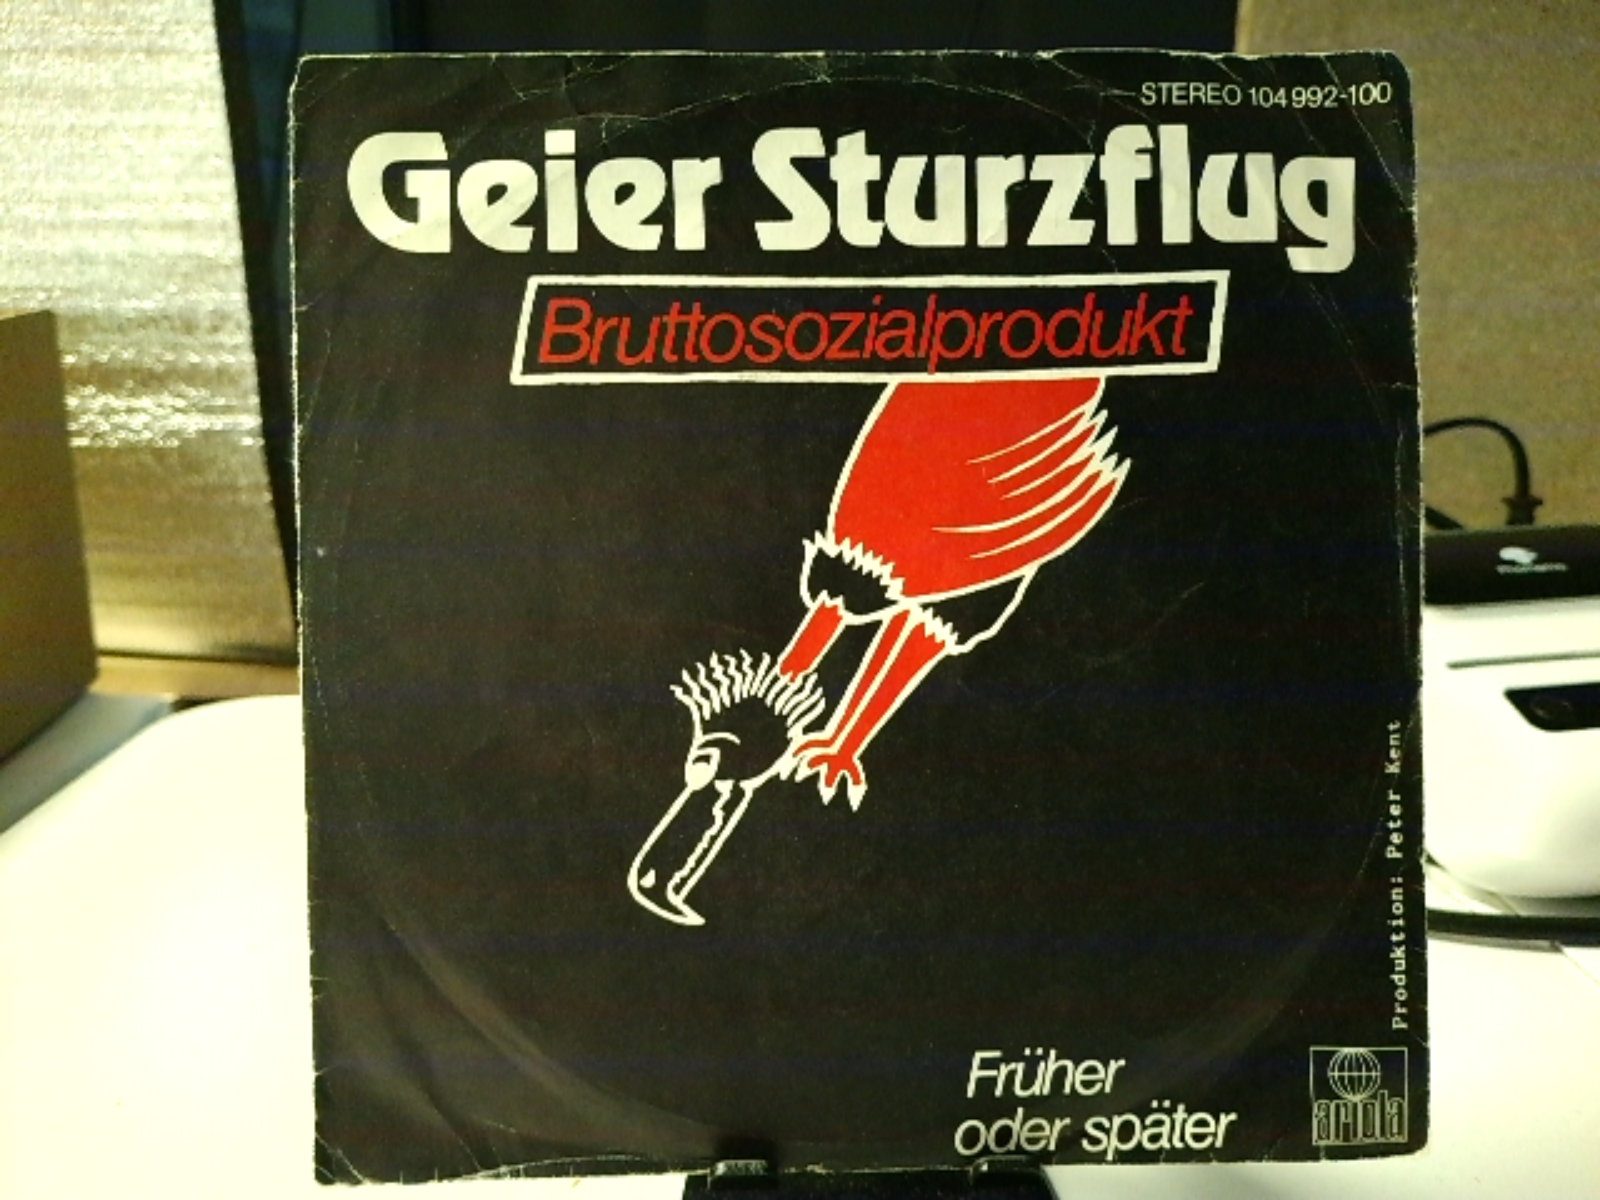 STEREO 104 992-100
Geier Sturzflug
Bruttosozialprodukt
Produktion: Peter Kent
Früher
oder später
ariola